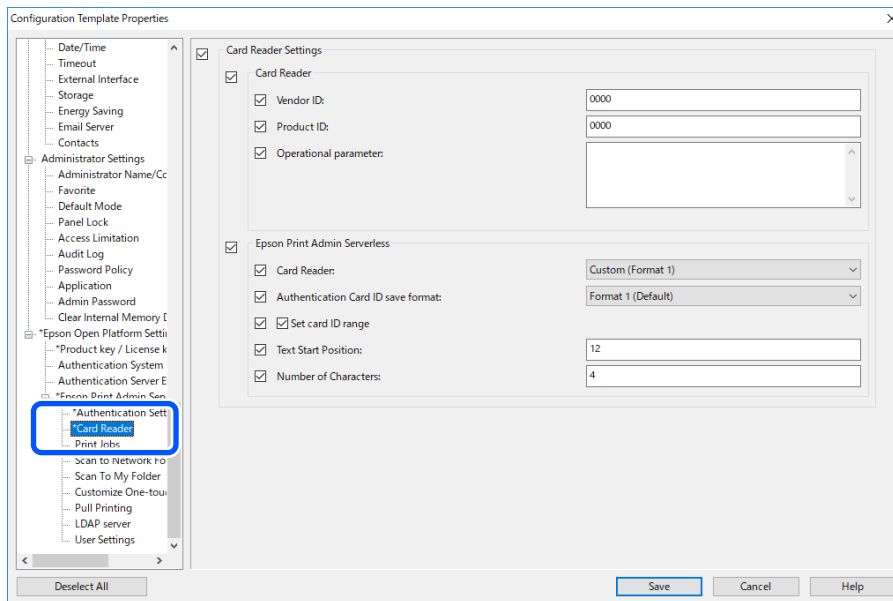 Configuration Template Properties
Date/Time
Timeout
External Interface
Storage
Energy Saving
Email Server
Contacts
Administrator Settings
Administrator Name/Co
Favorite
Default Mode
Panel Lock
Access Limitation
Audit Log
Password Policy
Application
Admin Password
Clear Internal Memory D
*Epson Open Platform Settin
*Product key / License k
Authentication System
Authentication Server E
*Epson Print Admin Serv
*Authentication Sett
*Card Reader
Print Jobs
Scan to Network Fo
Scan To My Folder
Customize One-tou
Pull Printing
LDAP server
User Settings
Card Reader Settings
Card Reader
Vendor ID: 0000
Product ID: 0000
Operational parameter:
Epson Print Admin Serverless
Card Reader: Custom (Format 1)
Authentication Card ID save format: Format 1 (Default)
Set card ID range
Text Start Position: 12
Number of Characters: 4
Deselect All Save Cancel Help